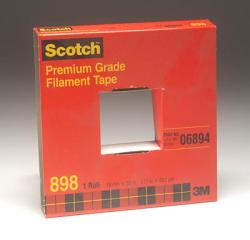 Scotch
Premium Grade
Filament Tape
06894
898 1 Roll
3M